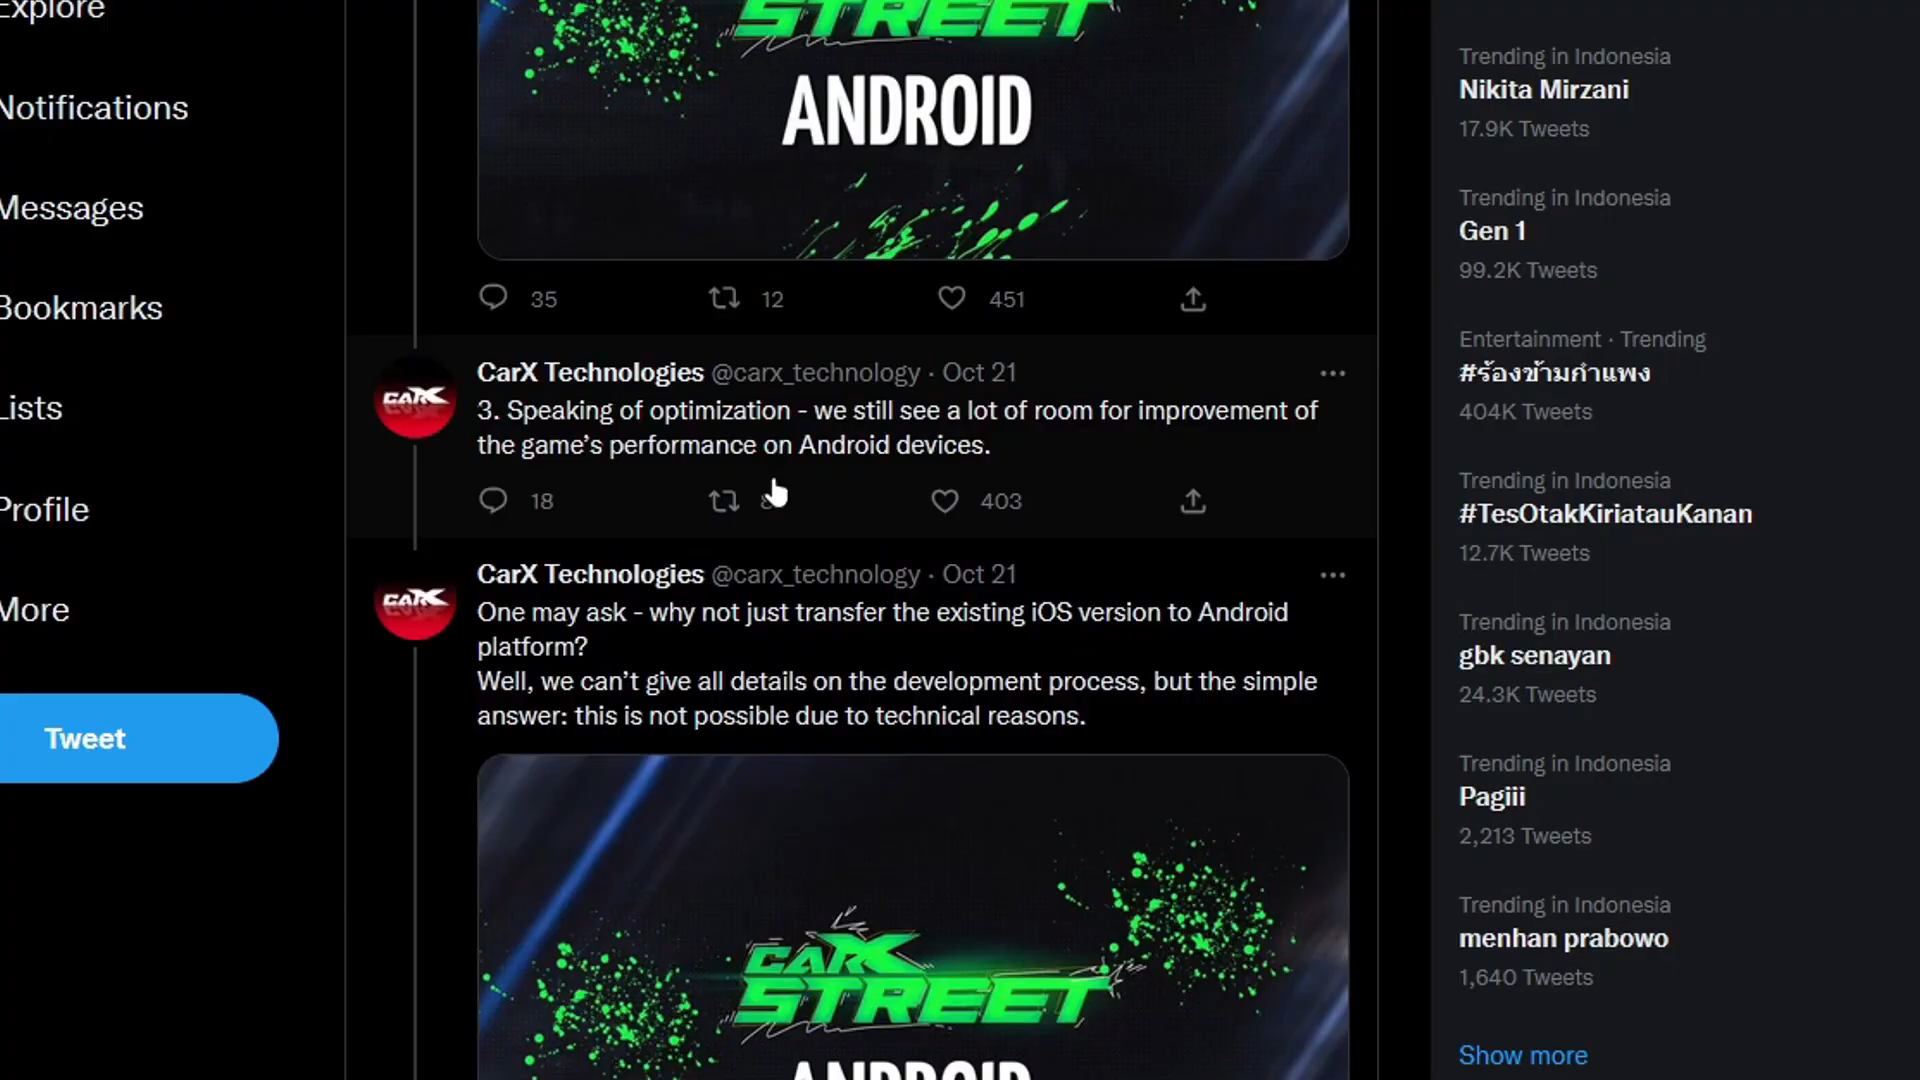 Explore
Notifications
Messages
Bookmarks
Lists
Profile
More
Tweet
STREET
ANDROID
35
12
451
CarX Technologies @carx_technology · Oct 21
3. Speaking of optimization - we still see a lot of room for improvement of
the game’s performance on Android devices.
18
403
CarX Technologies @carx_technology · Oct 21
One may ask - why not just transfer the existing iOS version to Android
platform?
Well, we can’t give all details on the development process, but the simple
answer: this is not possible due to technical reasons.
CARX
STREET
ANDROID
Trending in Indonesia
Nikita Mirzani
17.9K Tweets
Trending in Indonesia
Gen 1
99.2K Tweets
Entertainment · Trending
#ร้องข้ามกำแพง
404K Tweets
Trending in Indonesia
#TesOtakKiriatauKanan
12.7K Tweets
Trending in Indonesia
gbk senayan
24.3K Tweets
Trending in Indonesia
Pagiii
2,213 Tweets
Trending in Indonesia
menhan prabowo
1,640 Tweets
Show more